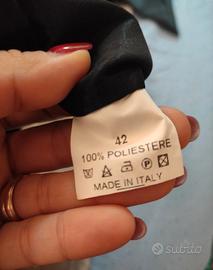 42
100% POLIESTERE
P
MADE IN ITALY
subito